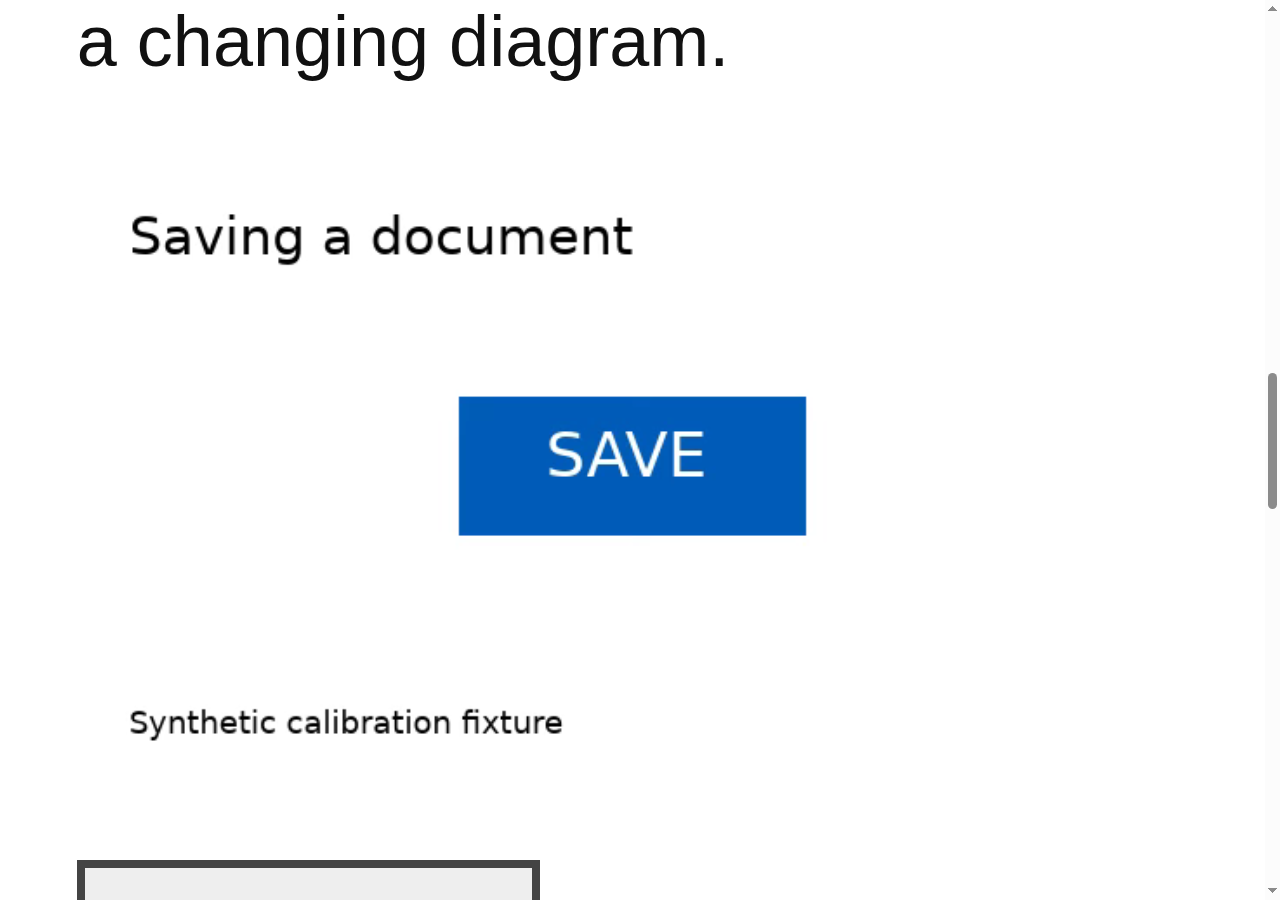 a changing diagram.
Saving a document
SAVE
Synthetic calibration fixture